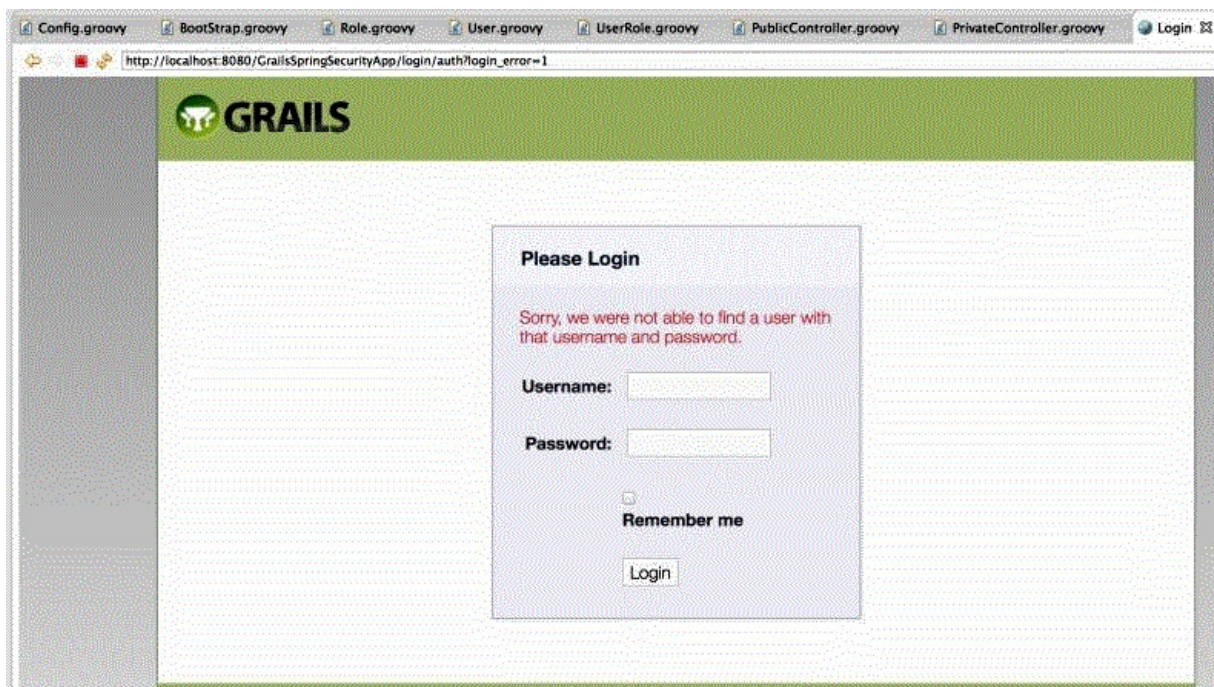 Config.groovy BootStrap.groovy Role.groovy User.groovy UserRole.groovy PublicController.groovy PrivateController.groovy Login
http://localhost:8080/GrailsSpringSecurityApp/login/auth?login_error=1
GRAILS
Please Login
Sorry, we were not able to find a user with
that username and password.
Username:
Password:
Remember me
Login